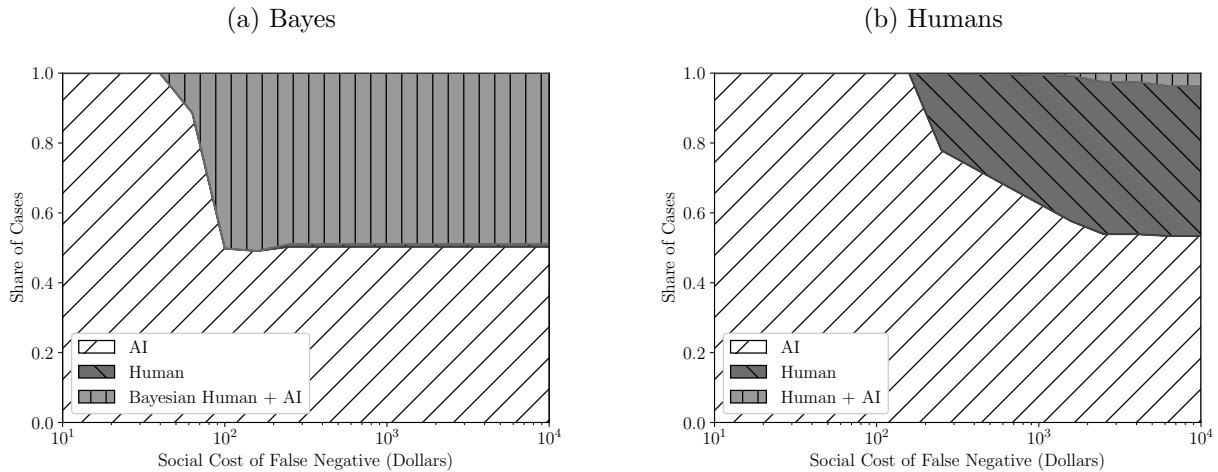 (a) Bayes
1.0
0.8
0.6
0.4
0.2
0.0
Share of Cases
AI
Human
Bayesian Human + AI
10¹
10²
10³
10⁴
Social Cost of False Negative (Dollars)
(b) Humans
1.0
0.8
0.6
0.4
0.2
0.0
Share of Cases
AI
Human
Human + AI
10¹
10²
10³
10⁴
Social Cost of False Negative (Dollars)